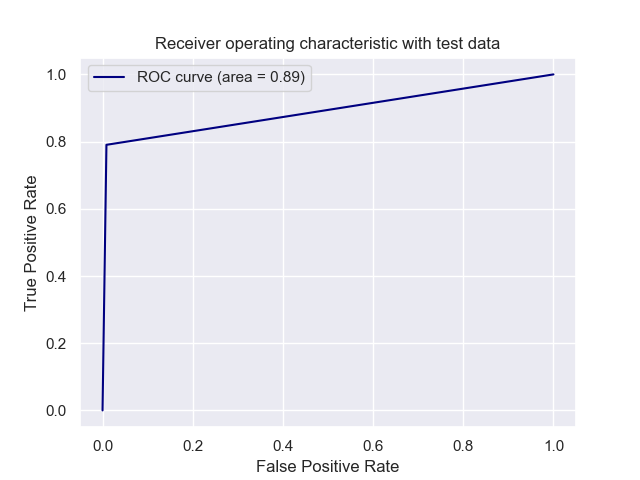 Receiver operating characteristic with test data
ROC curve (area = 0.89)
True Positive Rate
1.0
0.8
0.6
0.4
0.2
0.0
0.0 0.2 0.4 0.6 0.8 1.0
False Positive Rate